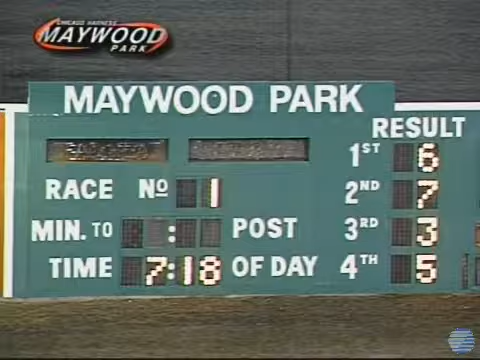 CHICAGO HARNESS
MAYWOOD
PARK
MAYWOOD PARK
RESULT
1ST 6
RACE NO 1 2ND 7
MIN. TO : POST 3RD 3
TIME 7:18 OF DAY 4TH 5